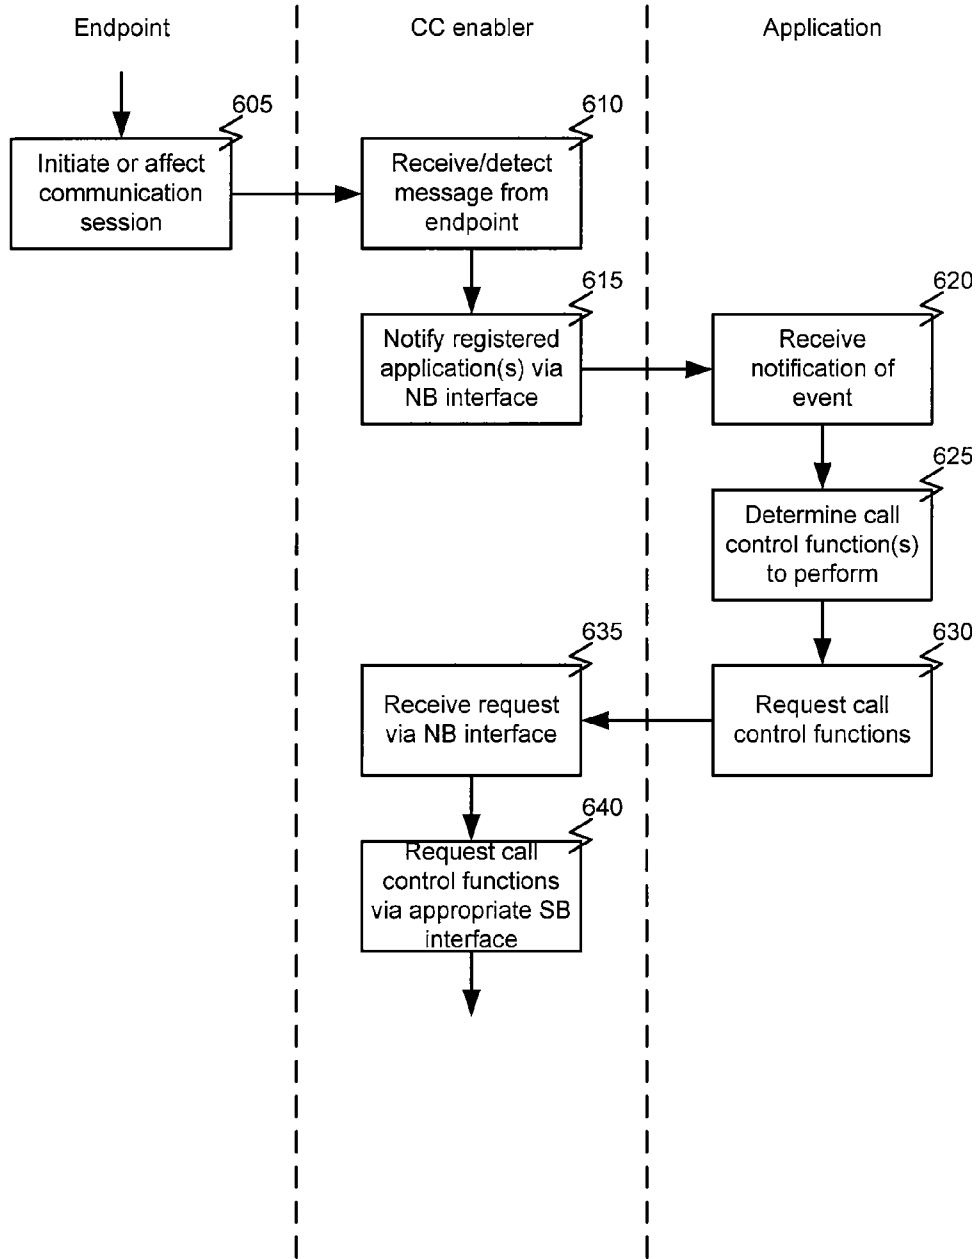 Endpoint
CC enabler
Application
605
Initiate or affect
communication
session
610
Receive/detect
message from
endpoint
615
Notify registered
application(s) via
NB interface
620
Receive
notification of
event
625
Determine call
control function(s)
to perform
630
Request call
control functions
635
Receive request
via NB interface
640
Request call
control functions
via appropriate SB
interface